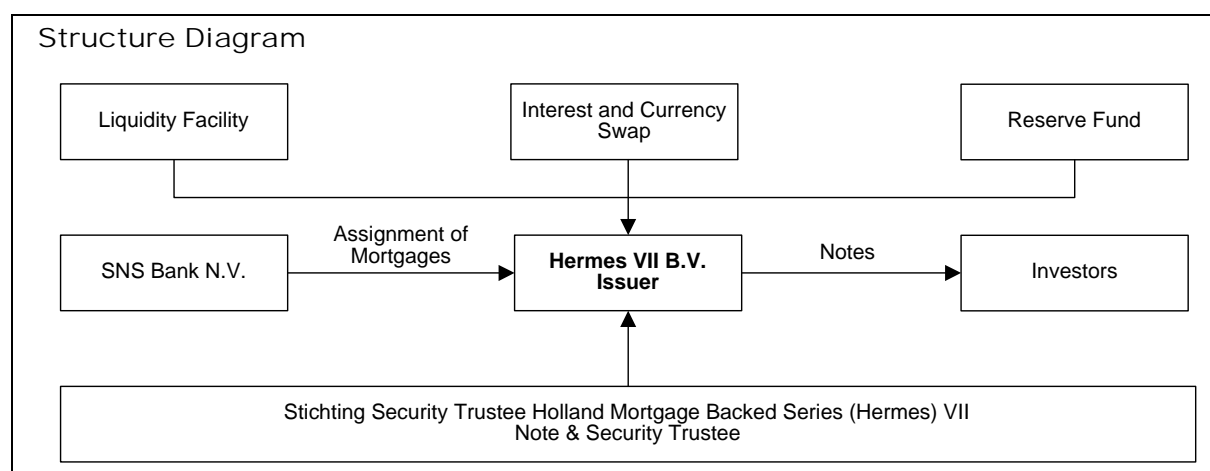 Structure Diagram
Liquidity Facility
Interest and Currency
Swap
Reserve Fund
SNS Bank N.V.
Assignment of
Mortgages
Hermes VII B.V.
Issuer
Notes
Investors
Stichting Security Trustee Holland Mortgage Backed Series (Hermes) VII
Note & Security Trustee